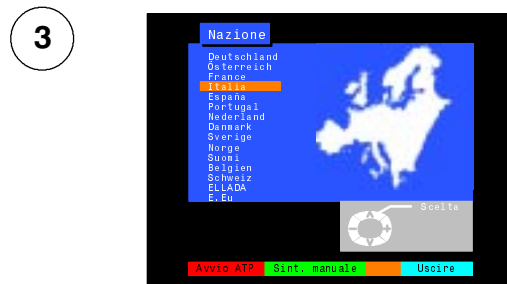 3
Nazione
Deutschland
Österreich
France
Italia
España
Portugal
Nederland
Danmark
Sverige
Norge
Suomi
Belgien
Schweiz
ELLADA
E.Eu
Scelta
Avvio ATP Sint. manuale Uscire